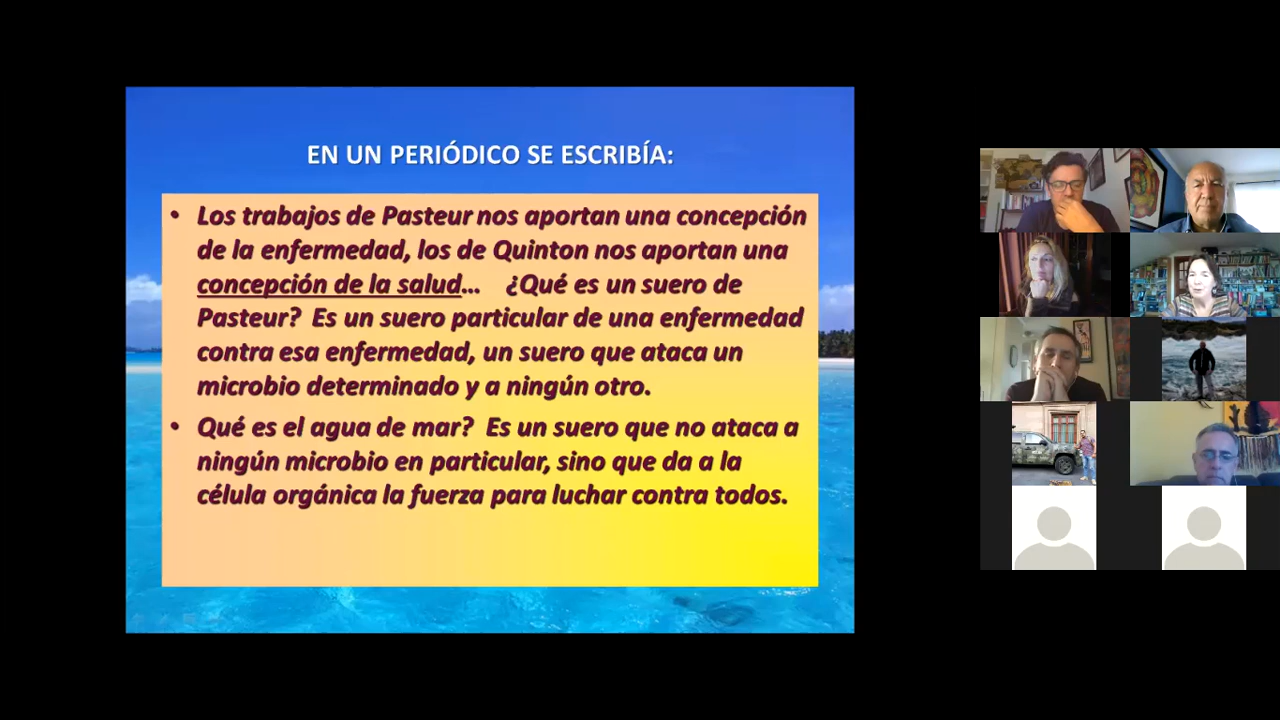 EN UN PERIÓDICO SE ESCRIBÍA:
• Los trabajos de Pasteur nos aportan una concepción
de la enfermedad, los de Quinton nos aportan una
concepción de la salud… ¿Qué es un suero de
Pasteur? Es un suero particular de una enfermedad
contra esa enfermedad, un suero que ataca un
microbio determinado y a ningún otro.
• Qué es el agua de mar? Es un suero que no ataca a
ningún microbio en particular, sino que da a la
célula orgánica la fuerza para luchar contra todos.